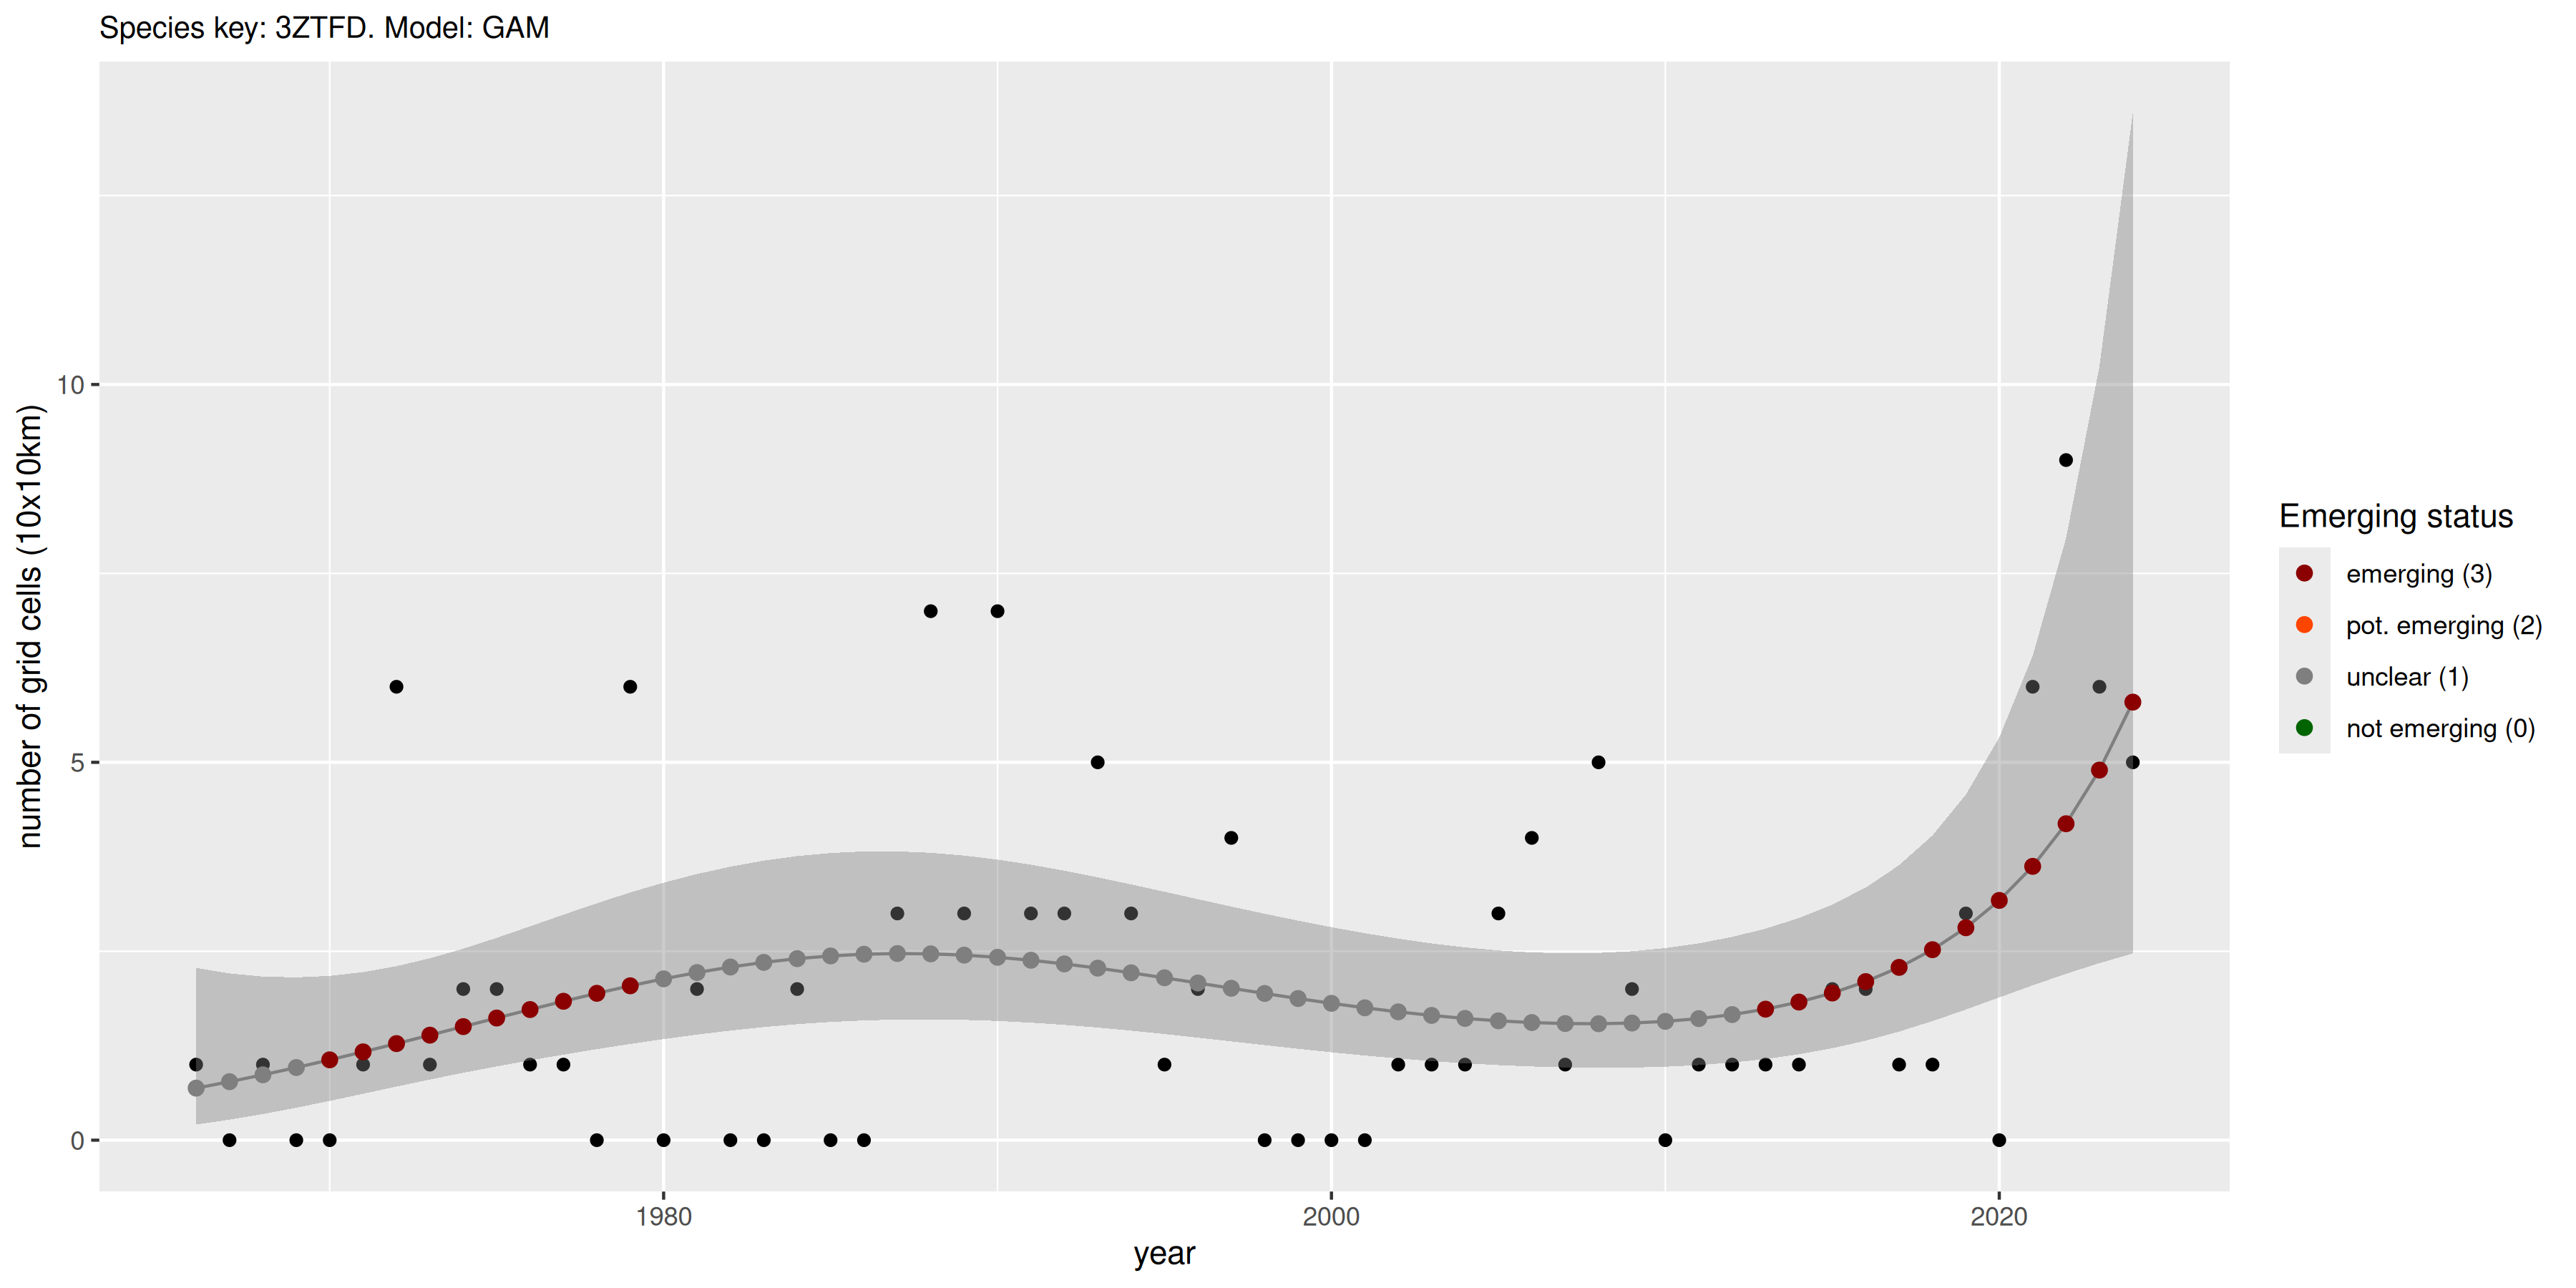 Species key: 3ZTFD. Model: GAM
number of grid cells (10x10km)
10
5
0
1980
2000
2020
year
Emerging status
emerging (3)
pot. emerging (2)
unclear (1)
not emerging (0)